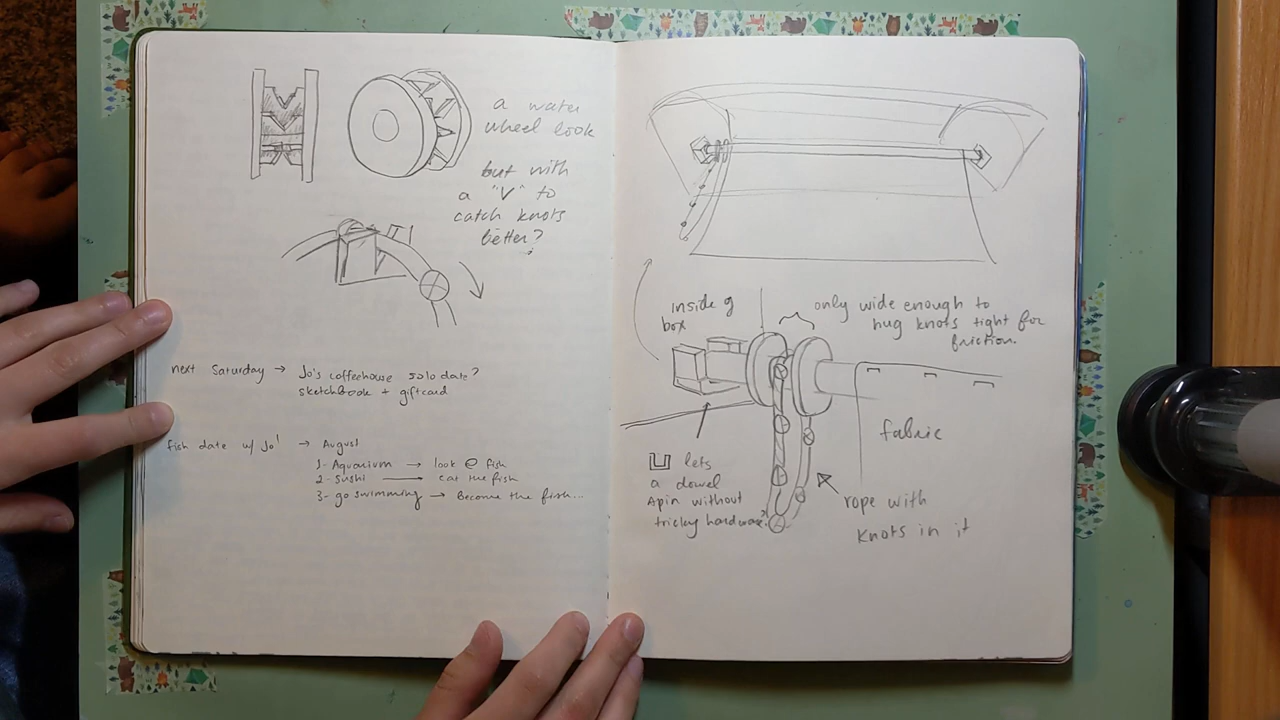 a water
wheel look
but with
a "V" to
catch knots
better?
next Saturday → Jo's coffeehouse solo date?
sketchbook + giftcard
fish date w/ Jo! → August
1- Aquarium → look @ fish
2- Sushi → eat the fish
3- go swimming → Become the fish...
inside of
box
only wide enough to
hug knots tight for
friction.
fabric
lets
a dowel
spin without
tricky hardware?
rope with
knots in it